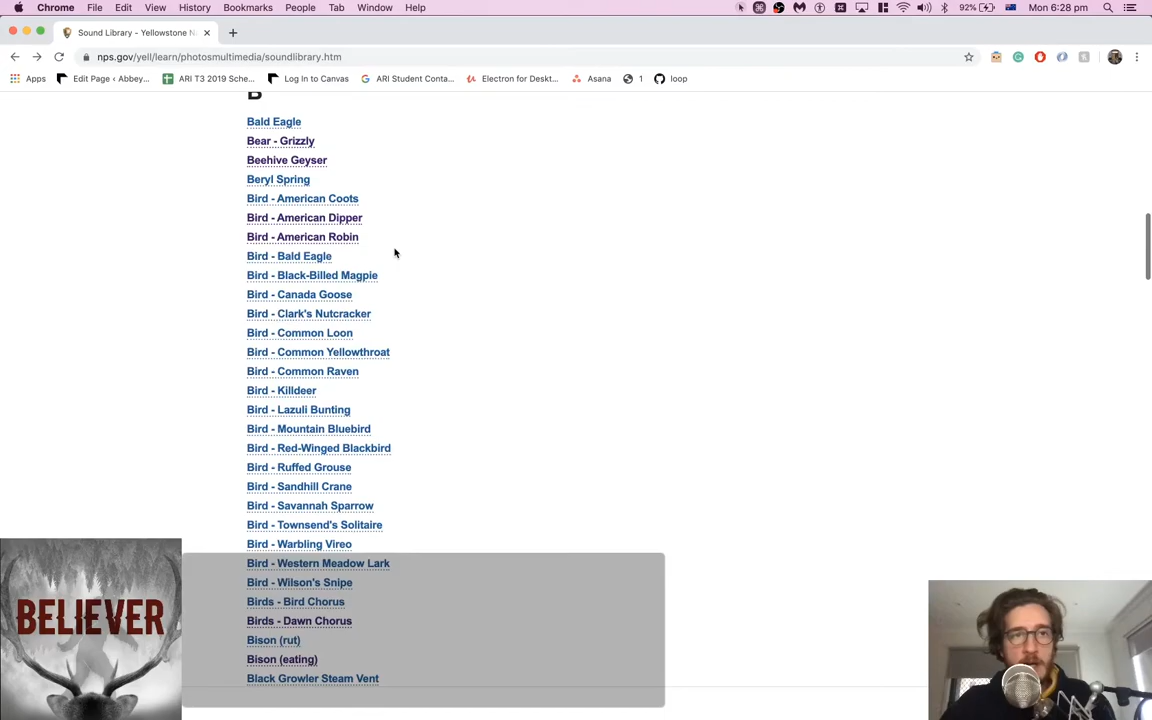 Chrome File Edit View History Bookmarks People Tab Window Help 92% Mon 6:28 pm
Sound Library - Yellowstone N
nps.gov/yell/learn/photosmultimedia/soundlibrary.htm
Apps Edit Page ‹ Abbey... ARI T3 2019 Sche... Log In to Canvas ARI Student Conta... Electron for Deskt... Asana 1 loop
B
Bald Eagle
Bear - Grizzly
Beehive Geyser
Beryl Spring
Bird - American Coots
Bird - American Dipper
Bird - American Robin
Bird - Bald Eagle
Bird - Black-Billed Magpie
Bird - Canada Goose
Bird - Clark's Nutcracker
Bird - Common Loon
Bird - Common Yellowthroat
Bird - Common Raven
Bird - Killdeer
Bird - Lazuli Bunting
Bird - Mountain Bluebird
Bird - Red-Winged Blackbird
Bird - Ruffed Grouse
Bird - Sandhill Crane
Bird - Savannah Sparrow
Bird - Townsend's Solitaire
Bird - Warbling Vireo
Bird - Western Meadow Lark
Bird - Wilson's Snipe
Birds - Bird Chorus
Birds - Dawn Chorus
Bison (rut)
Bison (eating)
Black Growler Steam Vent
BELIEVER